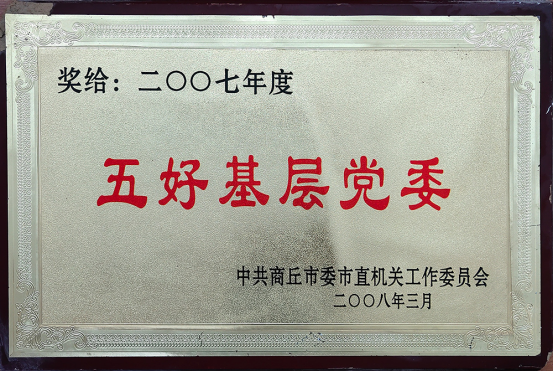 奖给：二〇〇七年度
五好基层党委
中共商丘市委市直机关工作委员会
二〇〇八年三月